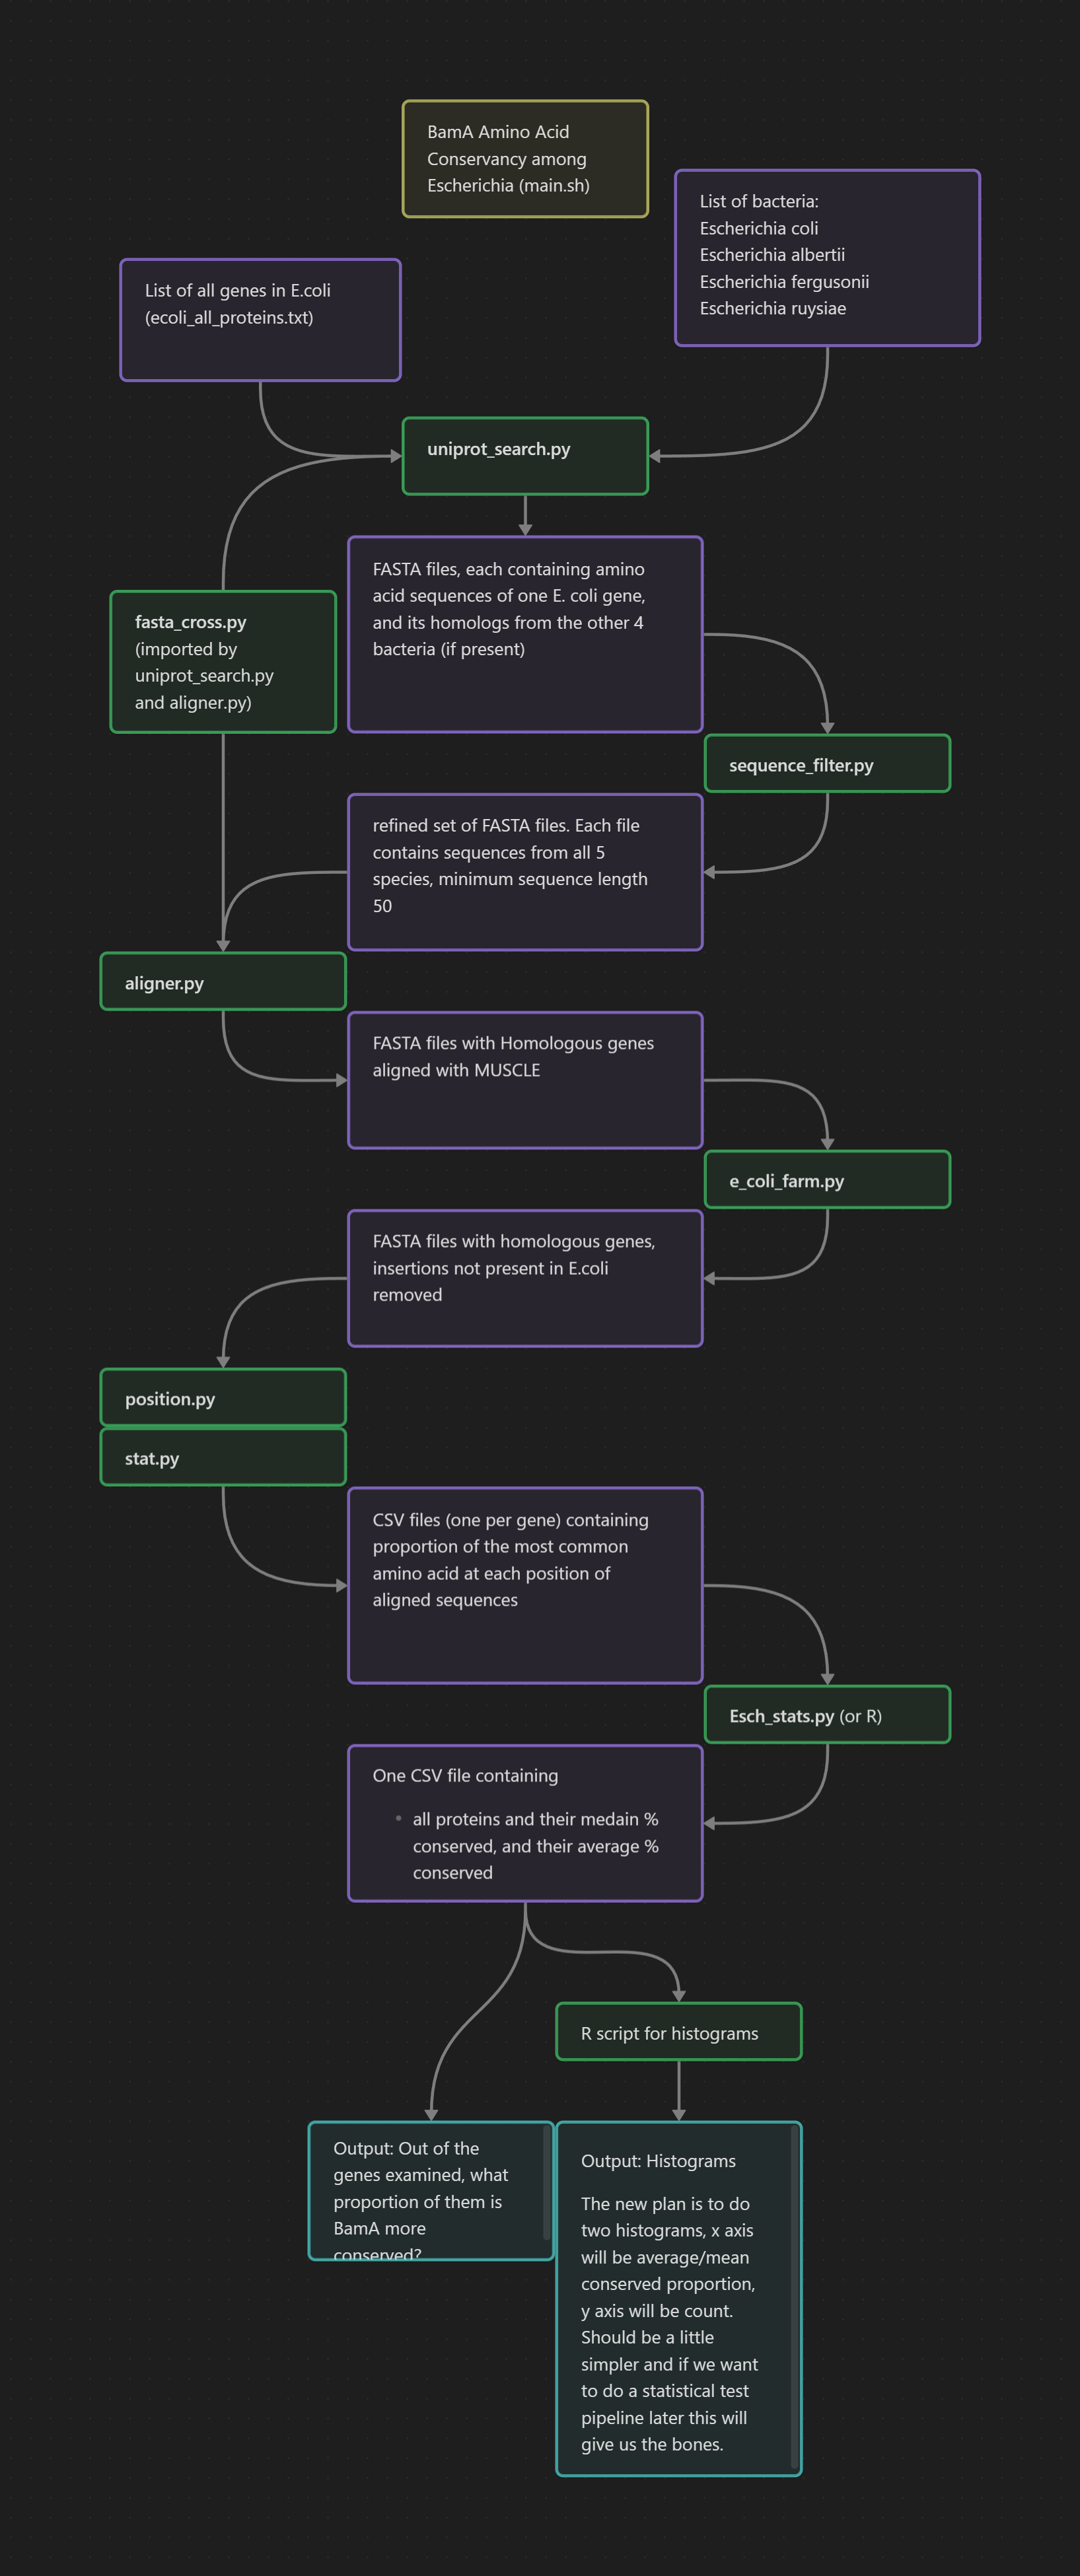 BamA Amino Acid
Conservancy among
Escherichia (main.sh)
List of bacteria:
Escherichia coli
Escherichia albertii
Escherichia fergusonii
Escherichia ruysiae
List of all genes in E.coli
(ecoli_all_proteins.txt)
uniprot_search.py
FASTA files, each containing amino
acid sequences of one E. coli gene,
and its homologs from the other 4
bacteria (if present)
fasta_cross.py
(imported by
uniprot_search.py
and aligner.py)
sequence_filter.py
refined set of FASTA files. Each file
contains sequences from all 5
species, minimum sequence length
50
aligner.py
FASTA files with Homologous genes
aligned with MUSCLE
e_coli_farm.py
FASTA files with homologous genes,
insertions not present in E.coli
removed
position.py
stat.py
CSV files (one per gene) containing
proportion of the most common
amino acid at each position of
aligned sequences
Esch_stats.py (or R)
One CSV file containing
• all proteins and their medain %
conserved, and their average %
conserved
R script for histograms
Output: Out of the
genes examined, what
proportion of them is
BamA more
conserved?
Output: Histograms
The new plan is to do
two histograms, x axis
will be average/mean
conserved proportion,
y axis will be count.
Should be a little
simpler and if we want
to do a statistical test
pipeline later this will
give us the bones.